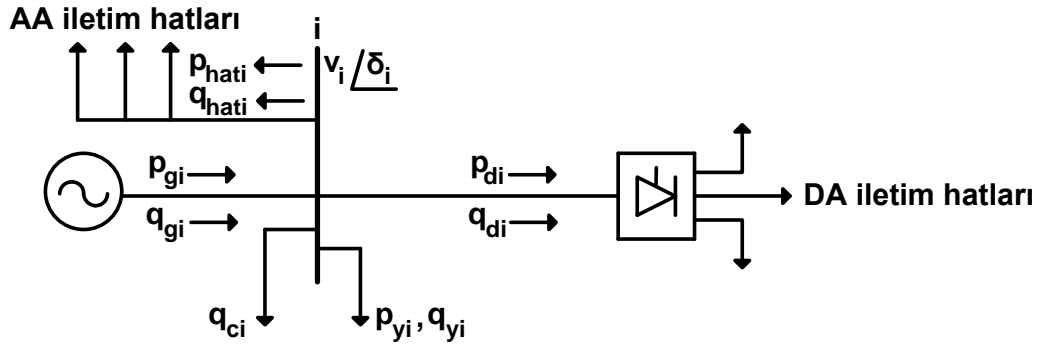 AA iletim hatları
i
p_hati
v_i /δ_i
q_hati
p_gi
p_di
DA iletim hatları
q_gi
q_di
q_ci
p_yi , q_yi